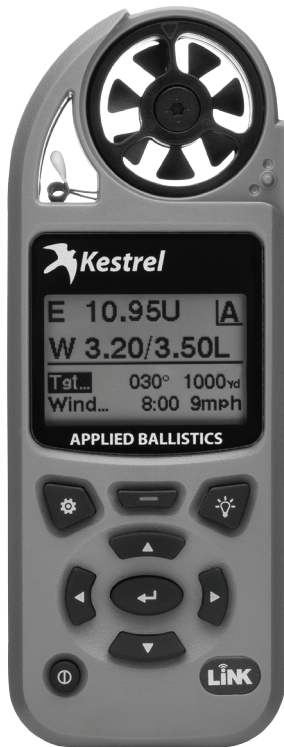 Kestrel
E 10.95U A
W 3.20/3.50L
Tgt... 030° 1000Yd
Wind... 8:00 9mph
APPLIED BALLISTICS
LiNK